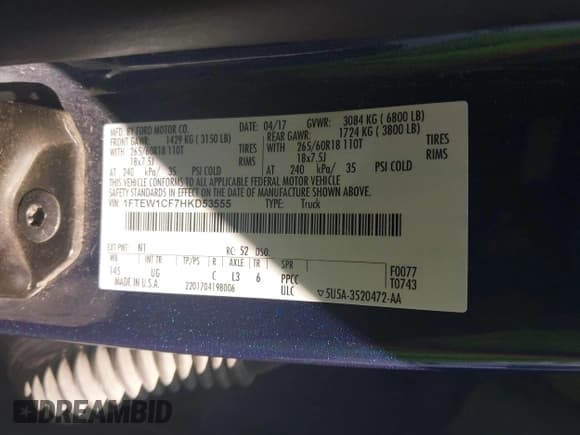 MFD. BY FORD MOTOR CO. DATE: 04/17 GVWR: 3084 KG ( 6800 LB)
FRONT GAWR: 1429 KG ( 3150 LB) REAR GAWR: 1724 KG ( 3800 LB)
WITH 265/60R18 110T TIRES WITH 265/60R18 110T TIRES
18x7.5J RIMS 18x7.5J RIMS
AT 240 kPa/ 35 PSI COLD AT 240 kPa/ 35 PSI COLD
THIS VEHICLE CONFORMS TO ALL APPLICABLE FEDERAL MOTOR VEHICLE
SAFETY STANDARDS IN EFFECT ON THE DATE OF MANUFACTURE SHOWN ABOVE.
VIN: 1FTEW1CF7HKD53555 TYPE: Truck
EXT PNT: N1 RC: 52 DSO:
WB TP/PS R AXLE TR SPR
145 UG C L3 6 PPCC F0077
MADE IN U.S.A. 2201704198006 ULC 5U5A-3520472-AA T0743
DREAMBID